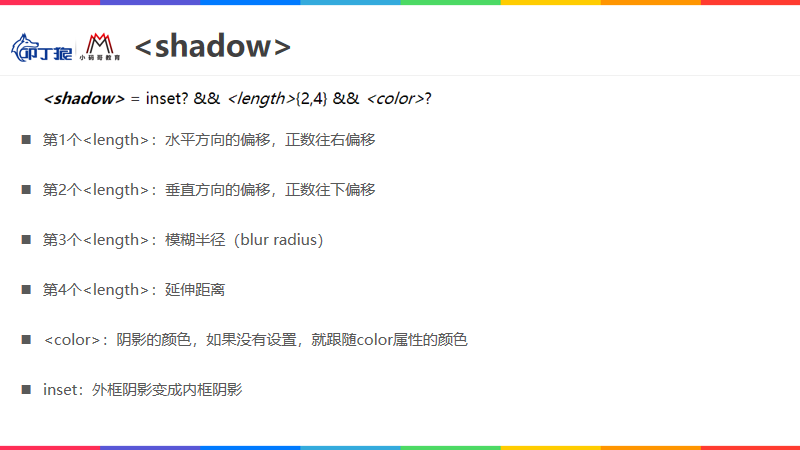 叩丁狼
小码哥教育
<shadow>
<shadow> = inset? && <length>{2,4} && <color>?
■ 第1个<length>：水平方向的偏移，正数往右偏移
■ 第2个<length>：垂直方向的偏移，正数往下偏移
■ 第3个<length>：模糊半径（blur radius）
■ 第4个<length>：延伸距离
■ <color>：阴影的颜色，如果没有设置，就跟随color属性的颜色
■ inset：外框阴影变成内框阴影